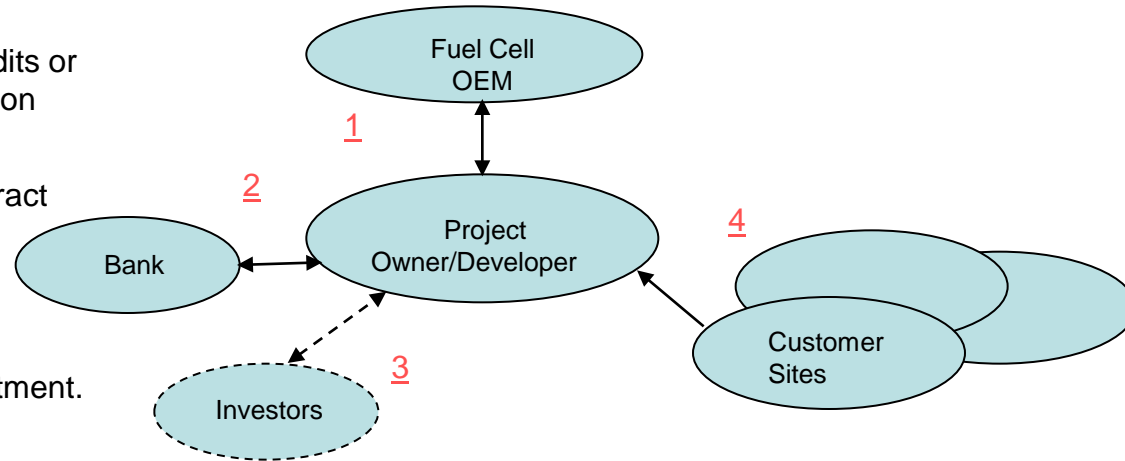 dits or
on
ract
tment.
Fuel Cell
OEM
1
2
Project
Owner/Developer
4
Bank
Customer
Sites
3
Investors